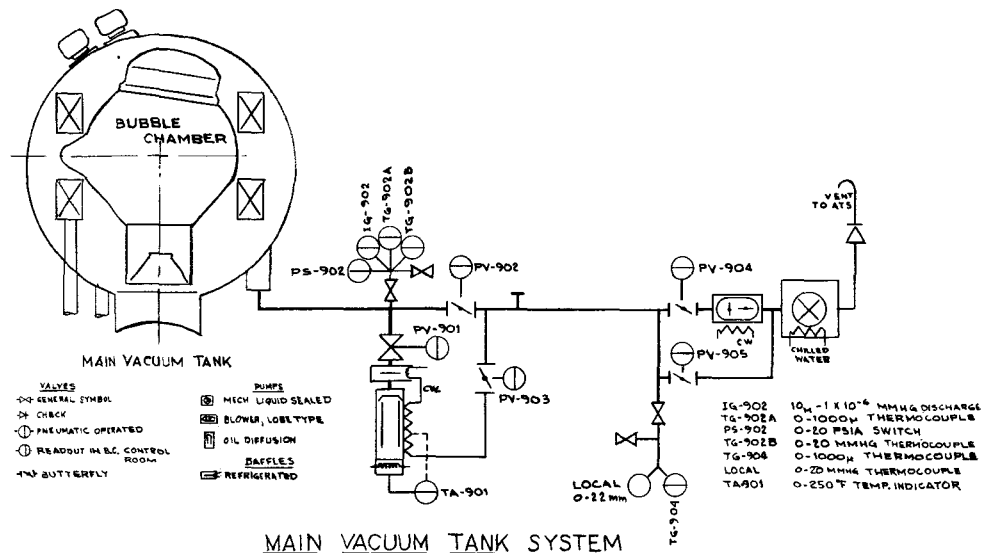 BUBBLE
CHAMBER
IG-902
TG-902A
TG-902B
PS-902
PV-902
PV-901
CW
PV-903
TA-901
PV-904
CW
PV-905
VENT
TO ATS
CHILLED
WATER
LOCAL
0-22mm
TG-904
MAIN VACUUM TANK
VALVES
GENERAL SYMBOL
CHECK
PNEUMATIC OPERATED
READOUT IN B.C. CONTROL
ROOM
BUTTERFLY
PUMPS
MECH LIQUID SEALED
BLOWER, LOBE TYPE
OIL DIFFUSION
BAFFLES
REFRIGERATED
IG-902 10µ-1 X 10⁻⁶ MMHG DISCHARGE
TG-902A 0-1000µ THERMOCOUPLE
PS-902 0-20 PSIA SWITCH
TG-902B 0-20 MMHG THERMOCOUPLE
TG-904 0-1000µ THERMOCOUPLE
LOCAL 0-20 MMHG THERMOCOUPLE
TA901 0-250°F TEMP. INDICATOR
MAIN VACUUM TANK SYSTEM